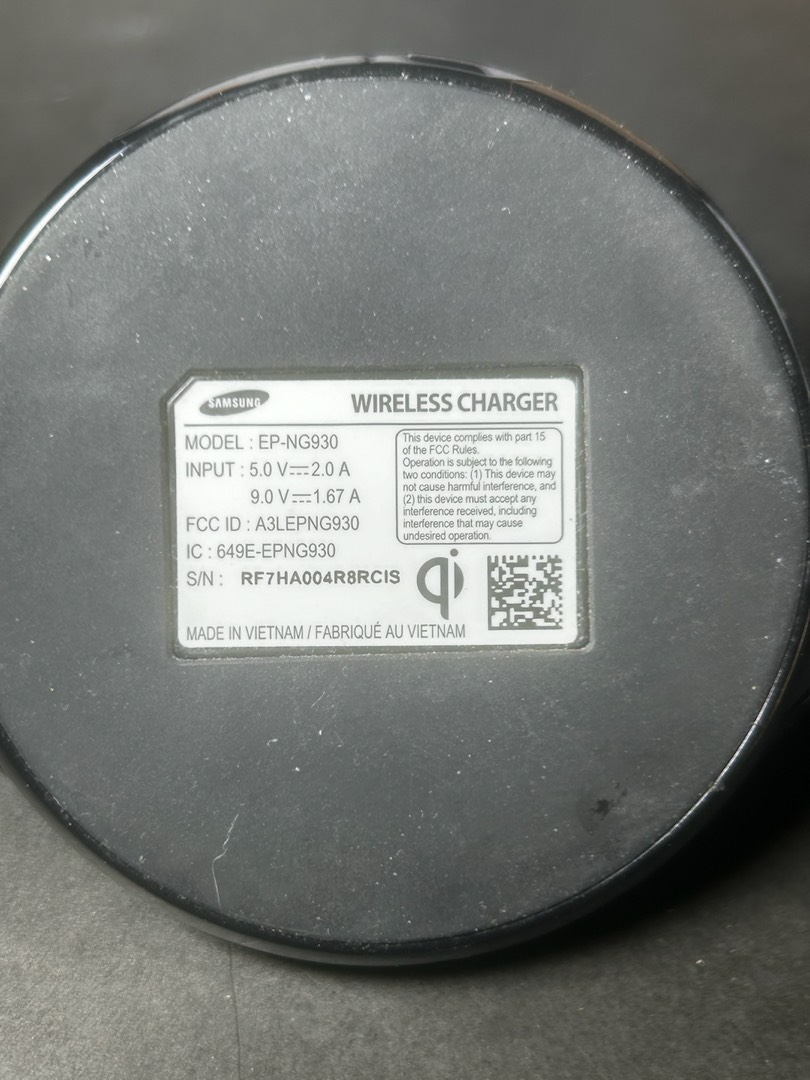 SAMSUNG
WIRELESS CHARGER
MODEL : EP-NG930
INPUT : 5.0 V⎓2.0 A
9.0 V⎓1.67 A
FCC ID : A3LEPNG930
IC : 649E-EPNG930
S/N : RF7HA004R8RCIS
This device complies with part 15
of the FCC Rules.
Operation is subject to the following
two conditions: (1) This device may
not cause harmful interference, and
(2) this device must accept any
interference received, including
interference that may cause
undesired operation.
qi
MADE IN VIETNAM / FABRIQUÉ AU VIETNAM